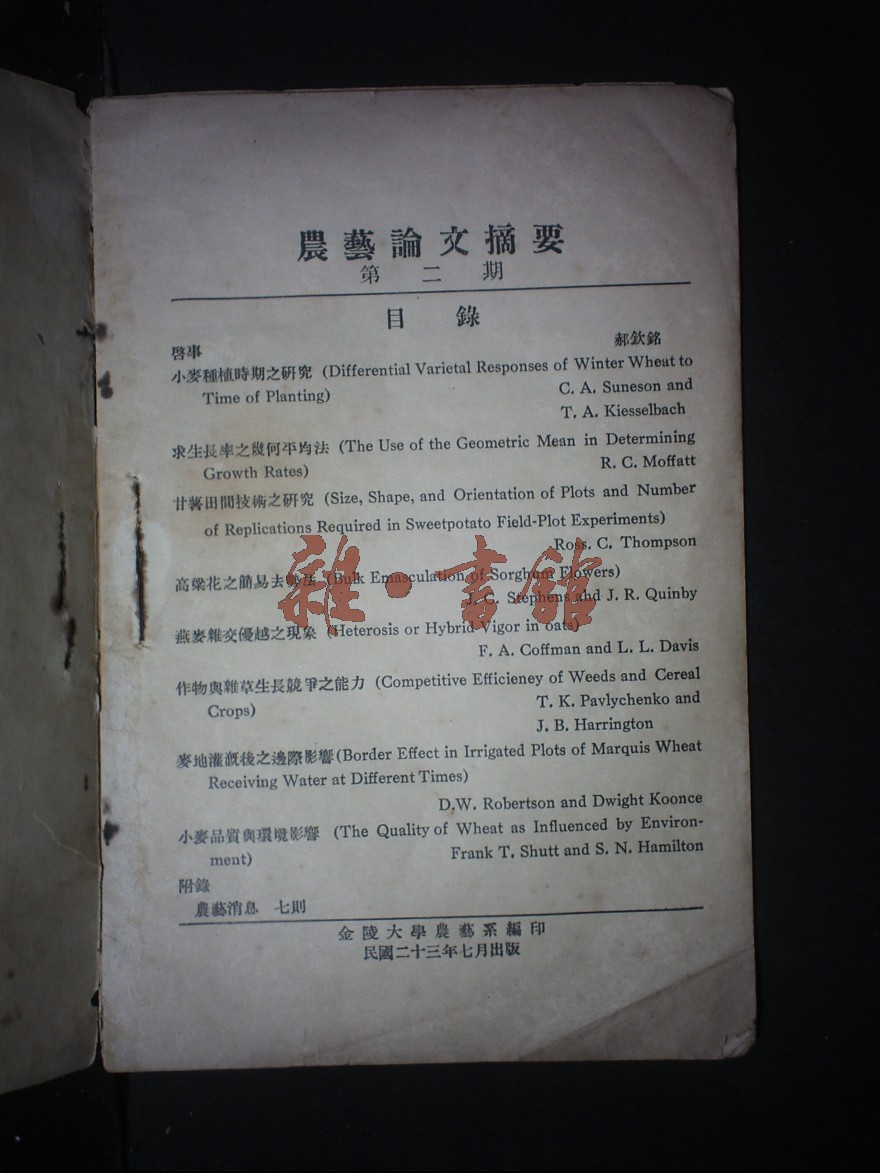 農藝論文摘要
第二期
目錄
啓事 郝欽銘
小麥種植時期之研究 (Differential Varietal Responses of Winter Wheat to
Time of Planting) C. A. Suneson and
T. A. Kiesselbach
求生長率之幾何平均法 (The Use of the Geometric Mean in Determining
Growth Rates) R. C. Moffatt
甘薯田間技術之研究 (Size, Shape, and Orientation of Plots and Number
of Replications Required in Sweetpotato Field-Plot Experiments)
Ross. C. Thompson
高粱花之簡易去法 (Bulk Emasculation of Sorghum Flowers)
J. C. Stephens and J. R. Quinby
燕麥雜交優越之現象 (Heterosis or Hybrid Vigor in oats)
F. A. Coffman and L. L. Davis
作物與雜草生長競爭之能力 (Competitive Efficieney of Weeds and Cereal
Crops) T. K. Pavlychenko and
J. B. Harrington
麥地灌漑後之邊際影響(Border Effect in Irrigated Plots of Marquis Wheat
Receiving Water at Different Times)
D.W. Robertson and Dwight Koonce
小麥品質與環境影響 (The Quality of Wheat as Influenced by Environ-
ment) Frank T. Shutt and S. N. Hamilton
附錄
農藝消息 七則
金陵大學農藝系編印
民國二十三年七月出版
雜·書館